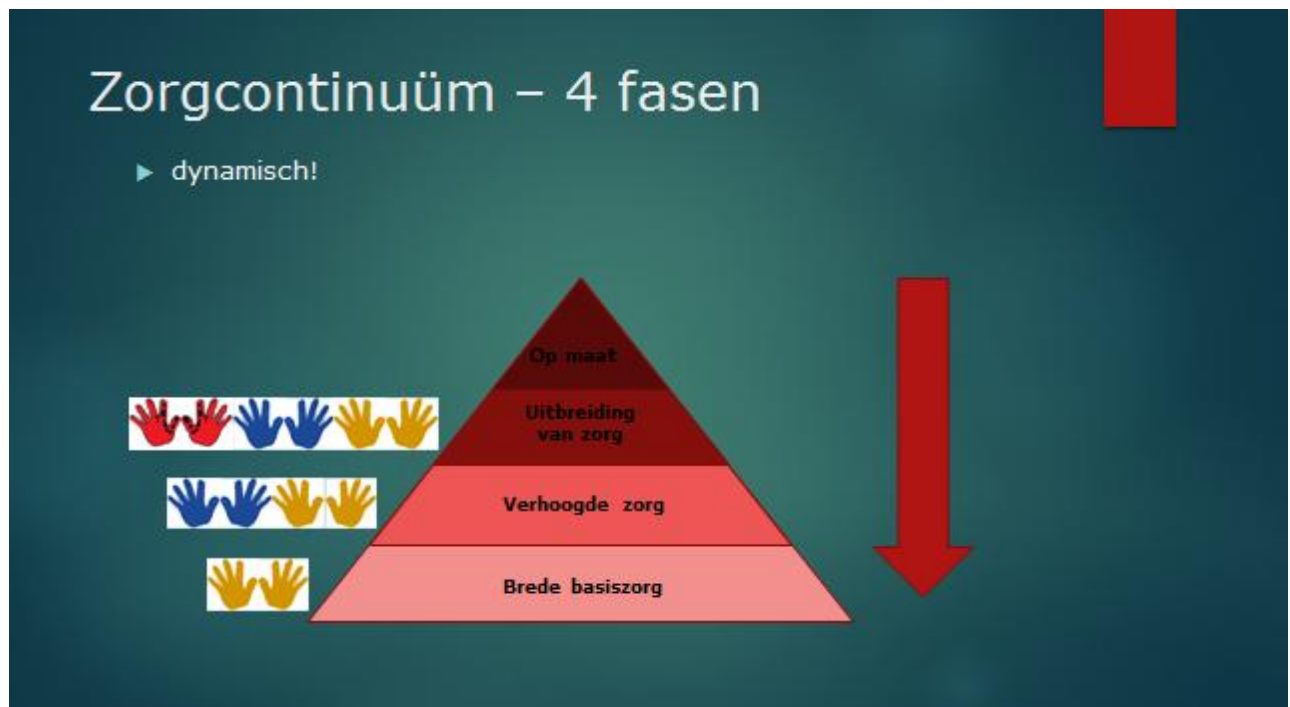 Zorgcontinuüm – 4 fasen
dynamisch!
Op maat
Uitbreiding
van zorg
Verhoogde zorg
Brede basiszorg